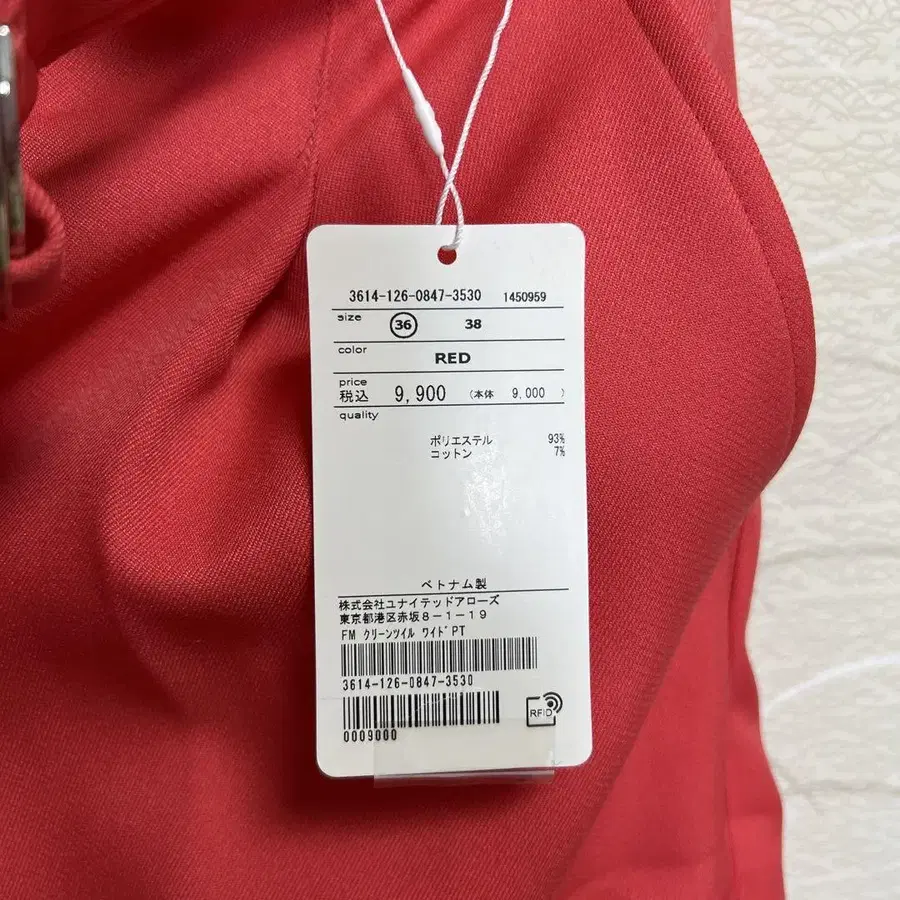 3614-126-0847-3530 1450959
size 36 38
color
RED
price
税込 9,900 (本体 9,000 )
quality
ポリエステル 93%
コットン 7%
ベトナム製
株式会社ユナイテッドアローズ
東京都港区赤坂8-1-19
FM クリーンツイル ワイドPT
3614-126-0847-3530
RFID
0009000